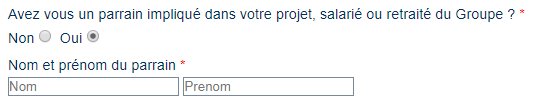 Avez vous un parrain impliqué dans votre projet, salarié ou retraité du Groupe ? *
Non Oui
Nom et prénom du parrain *
Nom Prenom